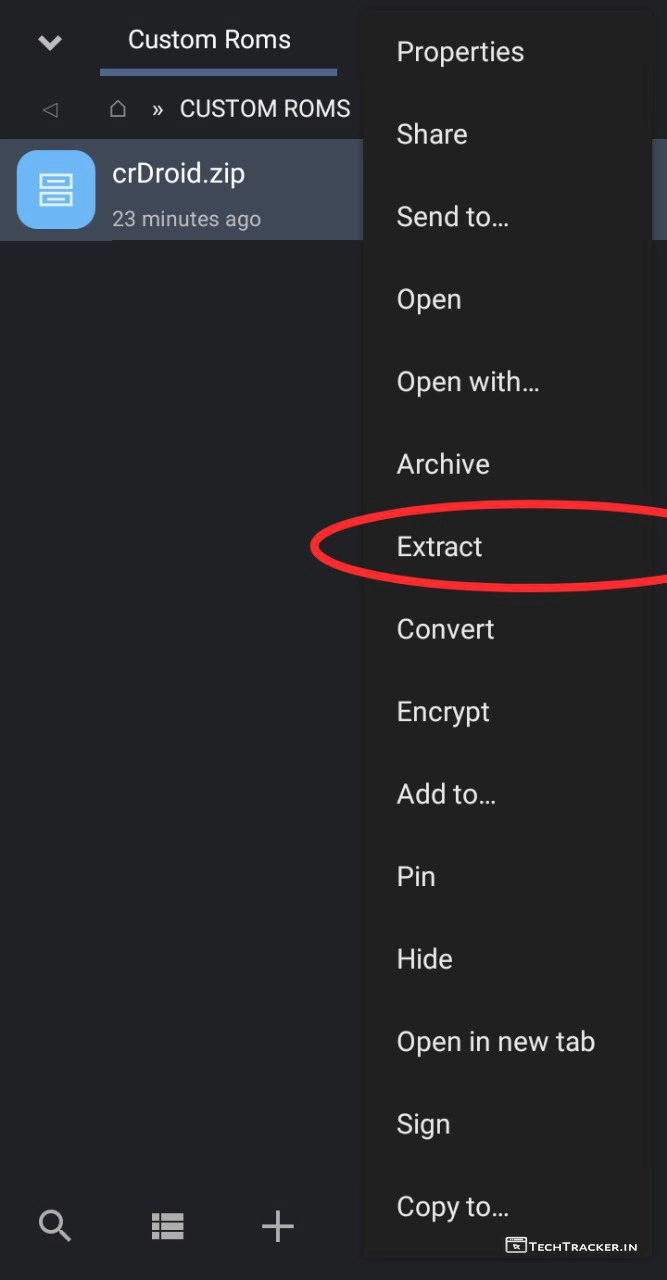 Custom Roms
» CUSTOM ROMS
crDroid.zip
23 minutes ago
Properties
Share
Send to...
Open
Open with...
Archive
Extract
Convert
Encrypt
Add to...
Pin
Hide
Open in new tab
Sign
Copy to...
TECHTRACKER.IN